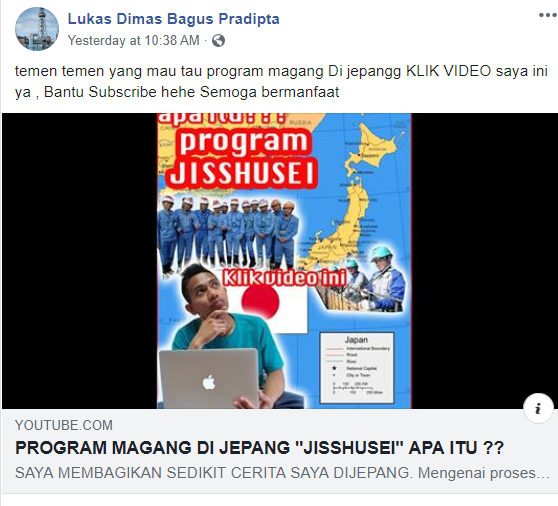 Lukas Dimas Bagus Pradipta
Yesterday at 10:38 AM ·
temen temen yang mau tau program magang Di jepangg KLIK VIDEO saya ini
ya , Bantu Subscribe hehe Semoga bermanfaat
apa itu???
program
JISSHUSEI
RUSSIA
Sapporo
JAPAN
Klik video ini
Japan
International Boundary
Road
River
National Capital
City or Town
YOUTUBE.COM
PROGRAM MAGANG DI JEPANG "JISSHUSEI" APA ITU ??
SAYA MEMBAGIKAN SEDIKIT CERITA SAYA DIJEPANG. Mengenai proses...